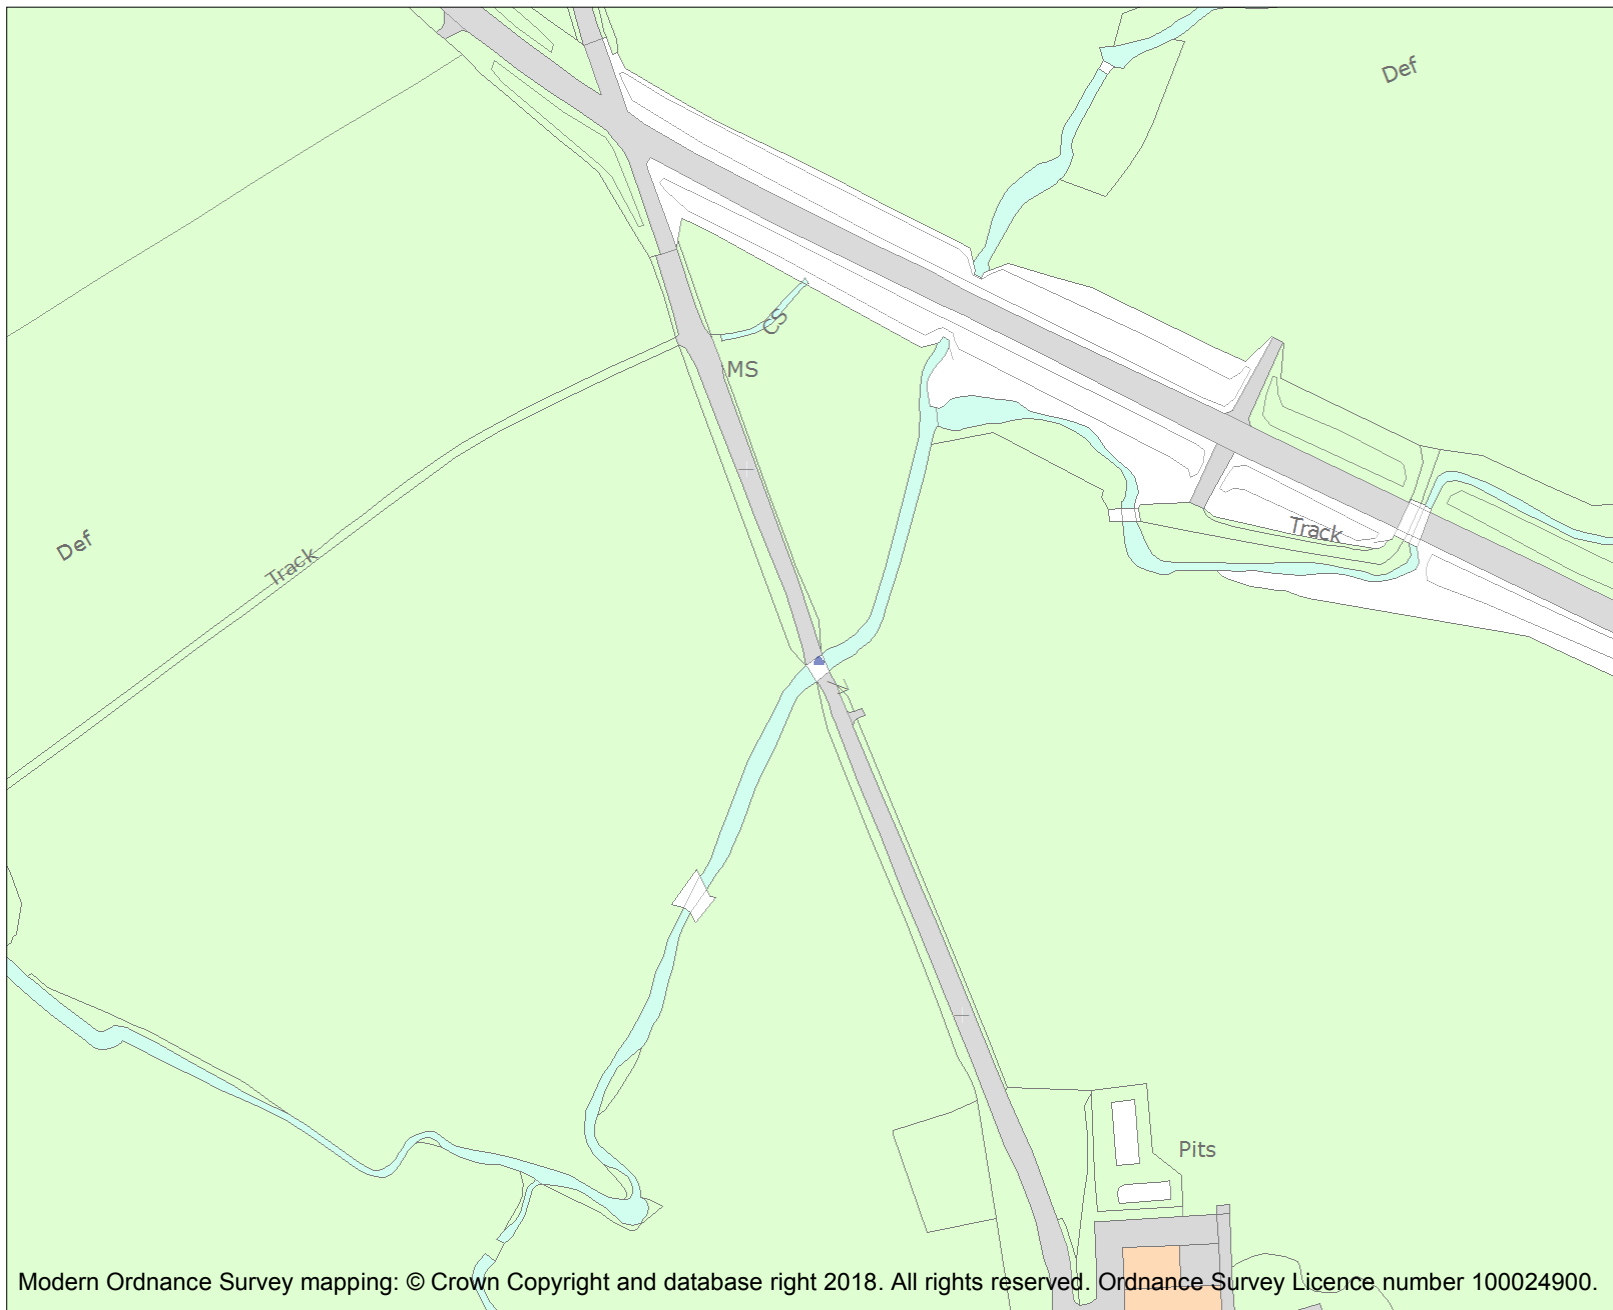 Def
CS
MS
Def
Track
Track
Pits
Modern Ordnance Survey mapping: © Crown Copyright and database right 2018. All rights reserved. Ordnance Survey Licence number 100024900.